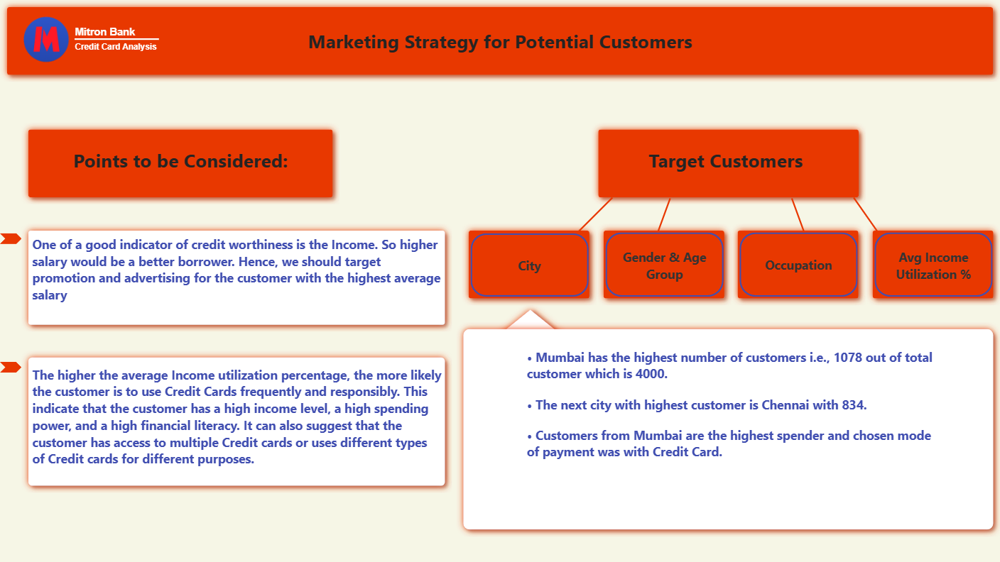 Mitron Bank
Credit Card Analysis
Marketing Strategy for Potential Customers
Points to be Considered:
One of a good indicator of credit worthiness is the Income. So higher
salary would be a better borrower. Hence, we should target
promotion and advertising for the customer with the highest average
salary
The higher the average Income utilization percentage, the more likely
the customer is to use Credit Cards frequently and responsibly. This
indicate that the customer has a high income level, a high spending
power, and a high financial literacy. It can also suggest that the
customer has access to multiple Credit cards or uses different types
of Credit cards for different purposes.
Target Customers
City
Gender & Age
Group
Occupation
Avg Income
Utilization %
• Mumbai has the highest number of customers i.e., 1078 out of total
customer which is 4000.
• The next city with highest customer is Chennai with 834.
• Customers from Mumbai are the highest spender and chosen mode
of payment was with Credit Card.